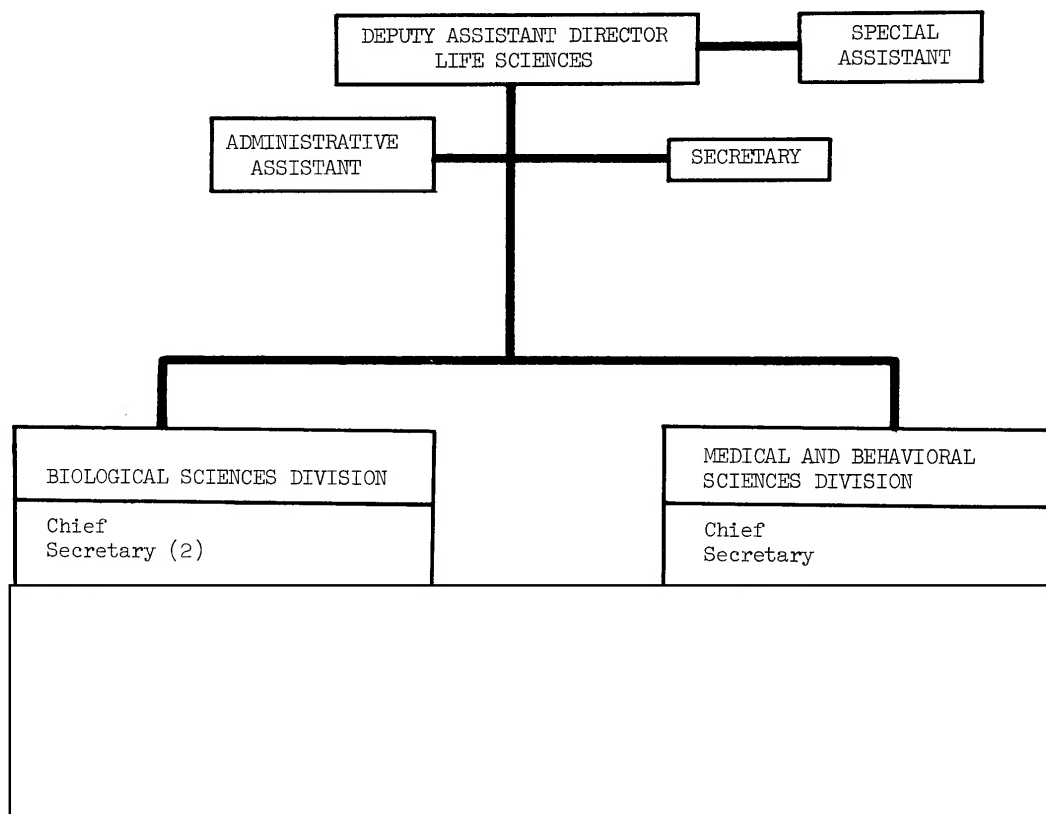 DEPUTY ASSISTANT DIRECTOR
LIFE SCIENCES
SPECIAL
ASSISTANT
ADMINISTRATIVE
ASSISTANT
SECRETARY
BIOLOGICAL SCIENCES DIVISION
Chief
Secretary (2)
MEDICAL AND BEHAVIORAL
SCIENCES DIVISION
Chief
Secretary